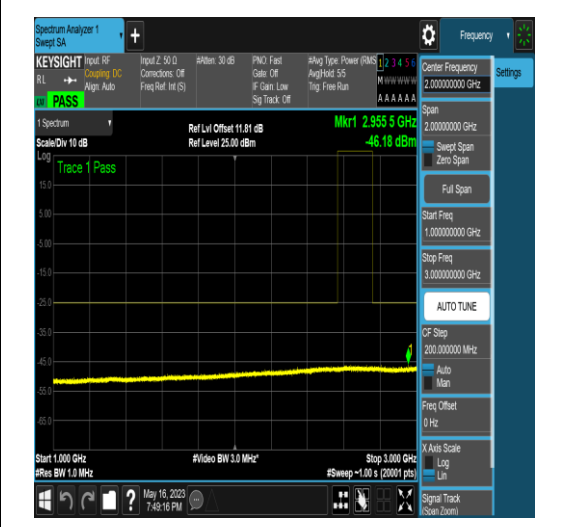 Spectrum Analyzer 1
Swept SA
Frequency
KEYSIGHT
RL
PASS
Input: RF
Coupling: DC
Align: Auto
Input Z: 50 Ω
Corrections: Off
Freq Ref: Int (S)
#Atten: 30 dB
PNO: Fast
Gate: Off
IF Gain: Low
Sig Track: Off
#Avg Type: Power (RMS
Avg|Hold: 5/5
Trig: Free Run
1 2 3 4 5 6
M W W W W W
A A A A A A
1 Spectrum
Scale/Div 10 dB
Ref Lvl Offset 11.81 dB
Ref Level 25.00 dBm
Mkr1 2.955 5 GHz
-46.18 dBm
Log
Trace 1 Pass
15.0
5.00
-5.00
-15.0
-25.0
-35.0
-45.0
-55.0
-65.0
1
Start 1.000 GHz
#Res BW 1.0 MHz
#Video BW 3.0 MHz*
Stop 3.000 GHz
#Sweep ~1.00 s (20001 pts)
May 16, 2023
7:49:16 PM
Center Frequency
2.000000000 GHz
Settings
Span
2.00000000 GHz
Swept Span
Zero Span
Full Span
Start Freq
1.000000000 GHz
Stop Freq
3.000000000 GHz
AUTO TUNE
CF Step
200.000000 MHz
Auto
Man
Freq Offset
0 Hz
X Axis Scale
Log
Lin
Signal Track
(Span Zoom)